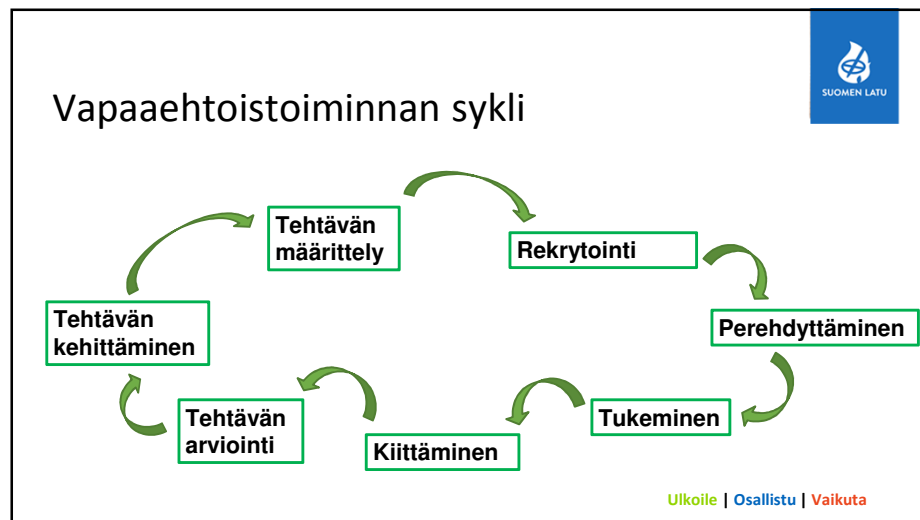 SUOMEN LATU
Vapaaehtoistoiminnan sykli
Tehtävän
määrittely
Rekrytointi
Perehdyttäminen
Tukeminen
Kiittäminen
Tehtävän
arviointi
Tehtävän
kehittäminen
Ulkoile | Osallistu | Vaikuta